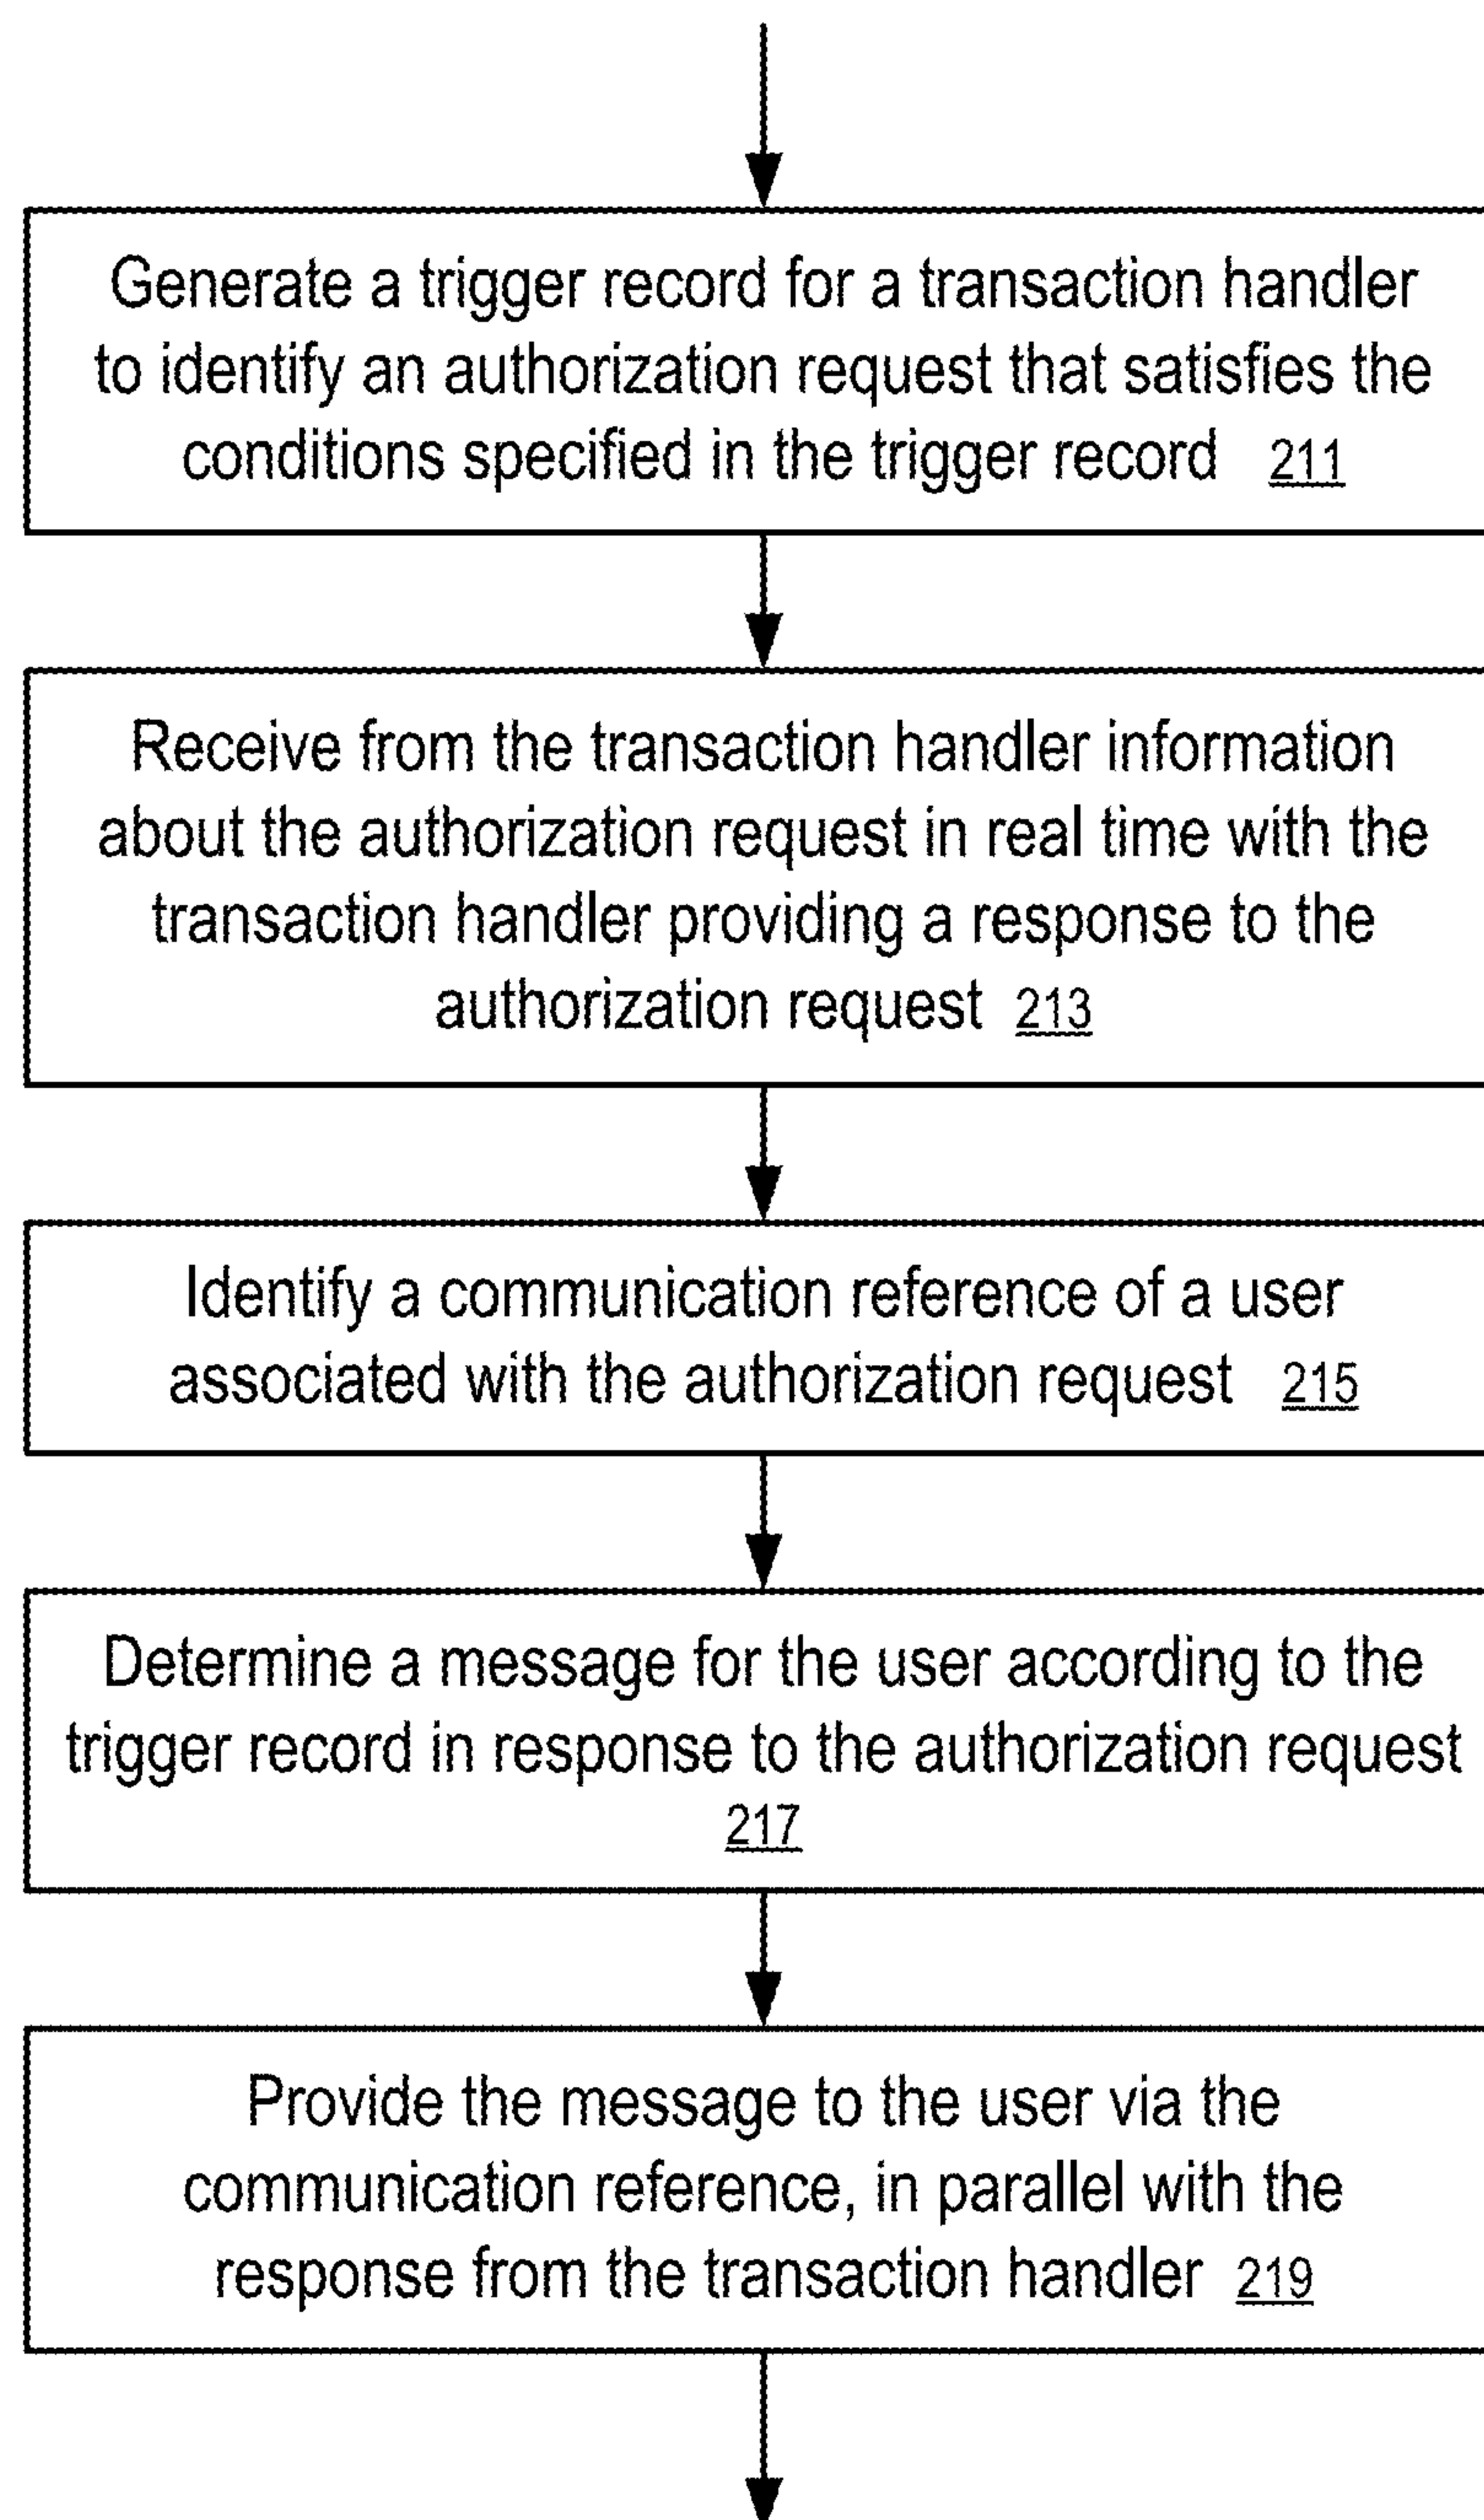 Generate a trigger record for a transaction handler
to identify an authorization request that satisfies the
conditions specified in the trigger record 211
Receive from the transaction handler information
about the authorization request in real time with the
transaction handler providing a response to the
authorization request 213
Identify a communication reference of a user
associated with the authorization request 215
Determine a message for the user according to the
trigger record in response to the authorization request
217
Provide the message to the user via the
communication reference, in parallel with the
response from the transaction handler 219